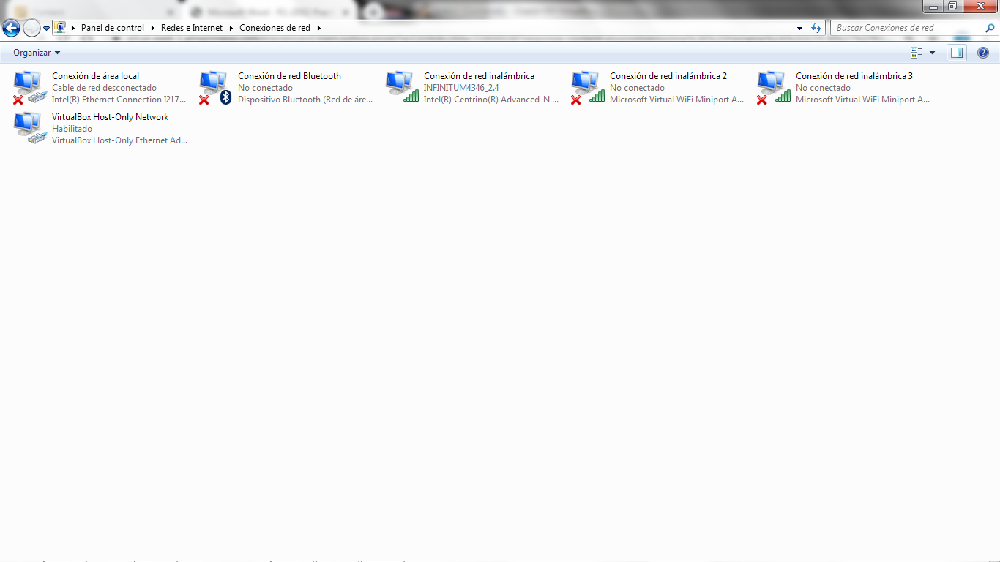 Panel de control
Redes e Internet
Conexiones de red
Buscar Conexiones de red
Organizar
Conexión de área local
Cable de red desconectado
Intel(R) Ethernet Connection I217...
Conexión de red Bluetooth
No conectado
Dispositivo Bluetooth (Red de áre...
Conexión de red inalámbrica
INFINITUM4346_2.4
Intel(R) Centrino(R) Advanced-N ...
Conexión de red inalámbrica 2
No conectado
Microsoft Virtual WiFi Miniport A...
Conexión de red inalámbrica 3
No conectado
Microsoft Virtual WiFi Miniport A...
VirtualBox Host-Only Network
Habilitado
VirtualBox Host-Only Ethernet Ad...